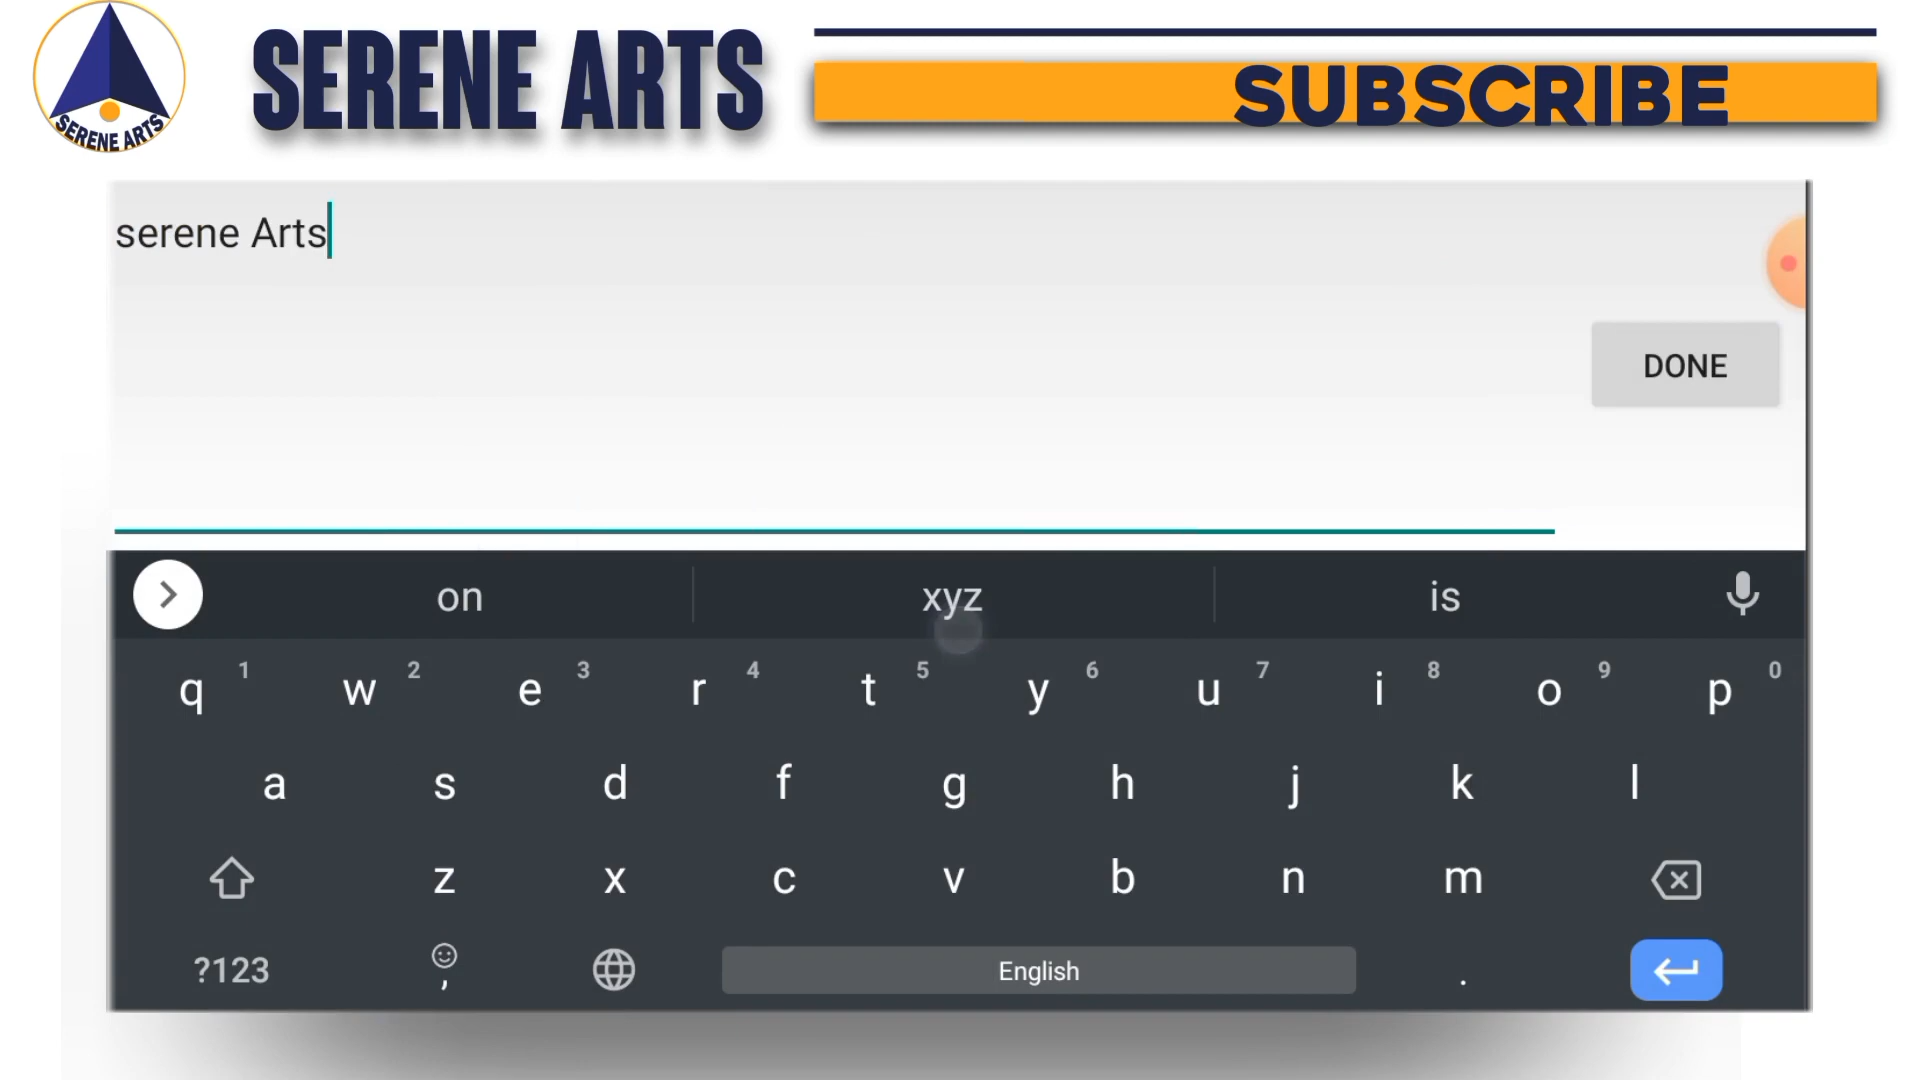 SERENE ARTS
SERENE ARTS
SUBSCRIBE
serene Arts
DONE
on xyz is
q 1 w 2 e 3 r 4 t 5 y 6 u 7 i 8 o 9 p 0
a s d f g h j k l
z x c v b n m
?123 , English .